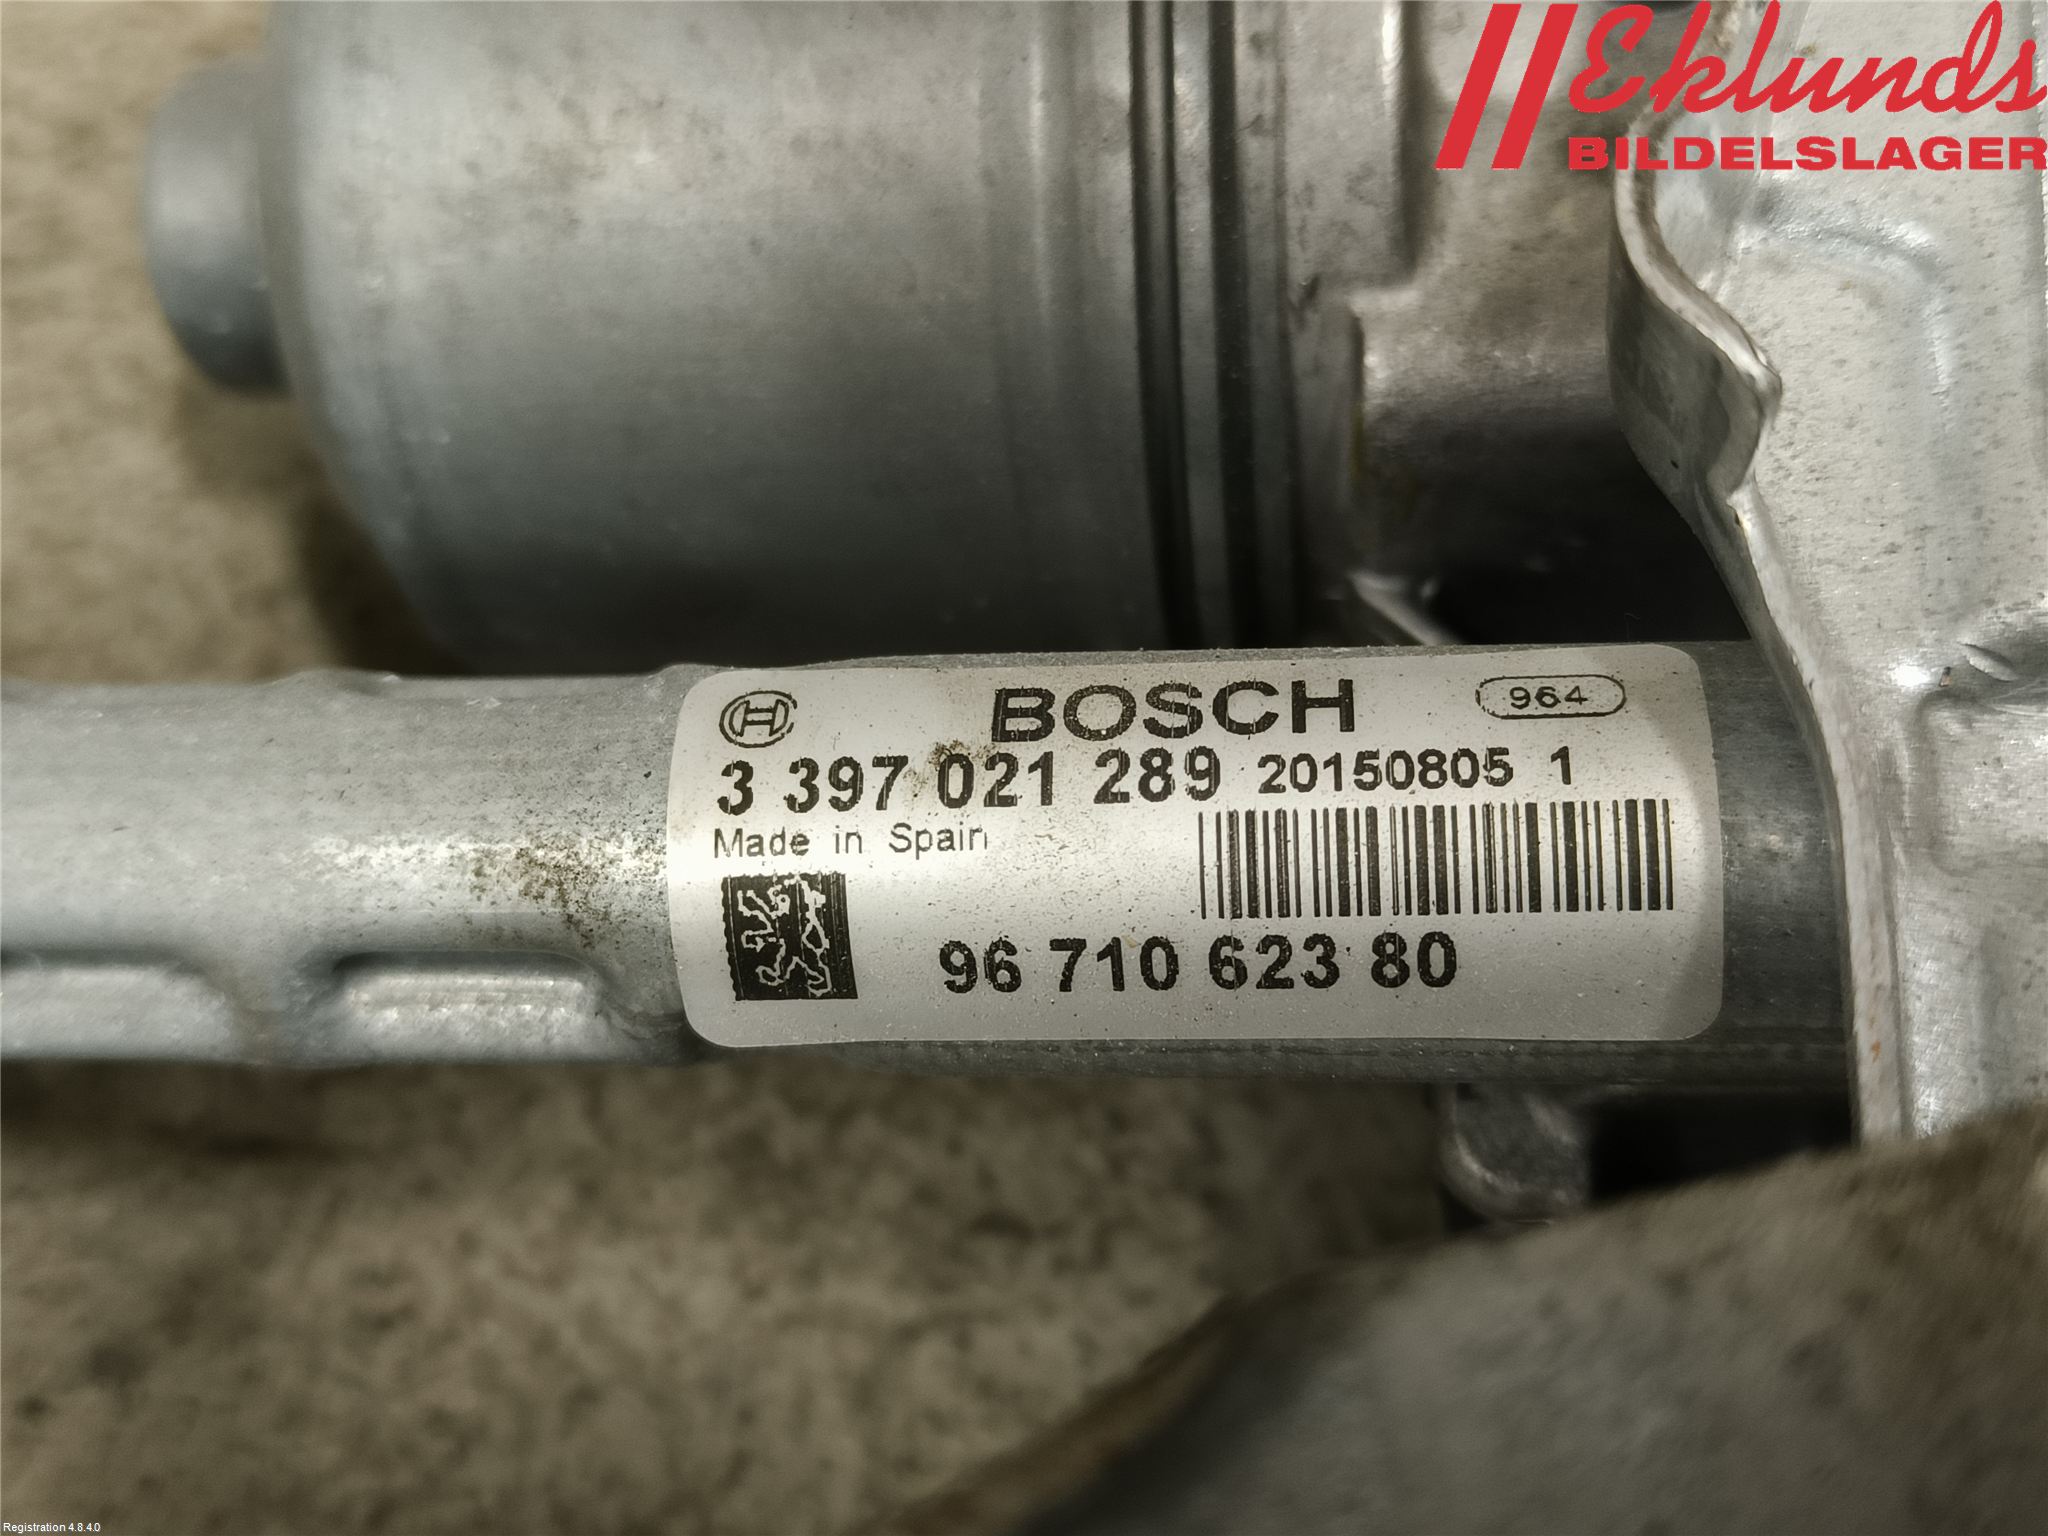 Eklunds
BILDELSLAGER
BOSCH 964
3 397 021 289 20150805 1
Made in Spain
96 710 623 80
Registration 4.8.4.0